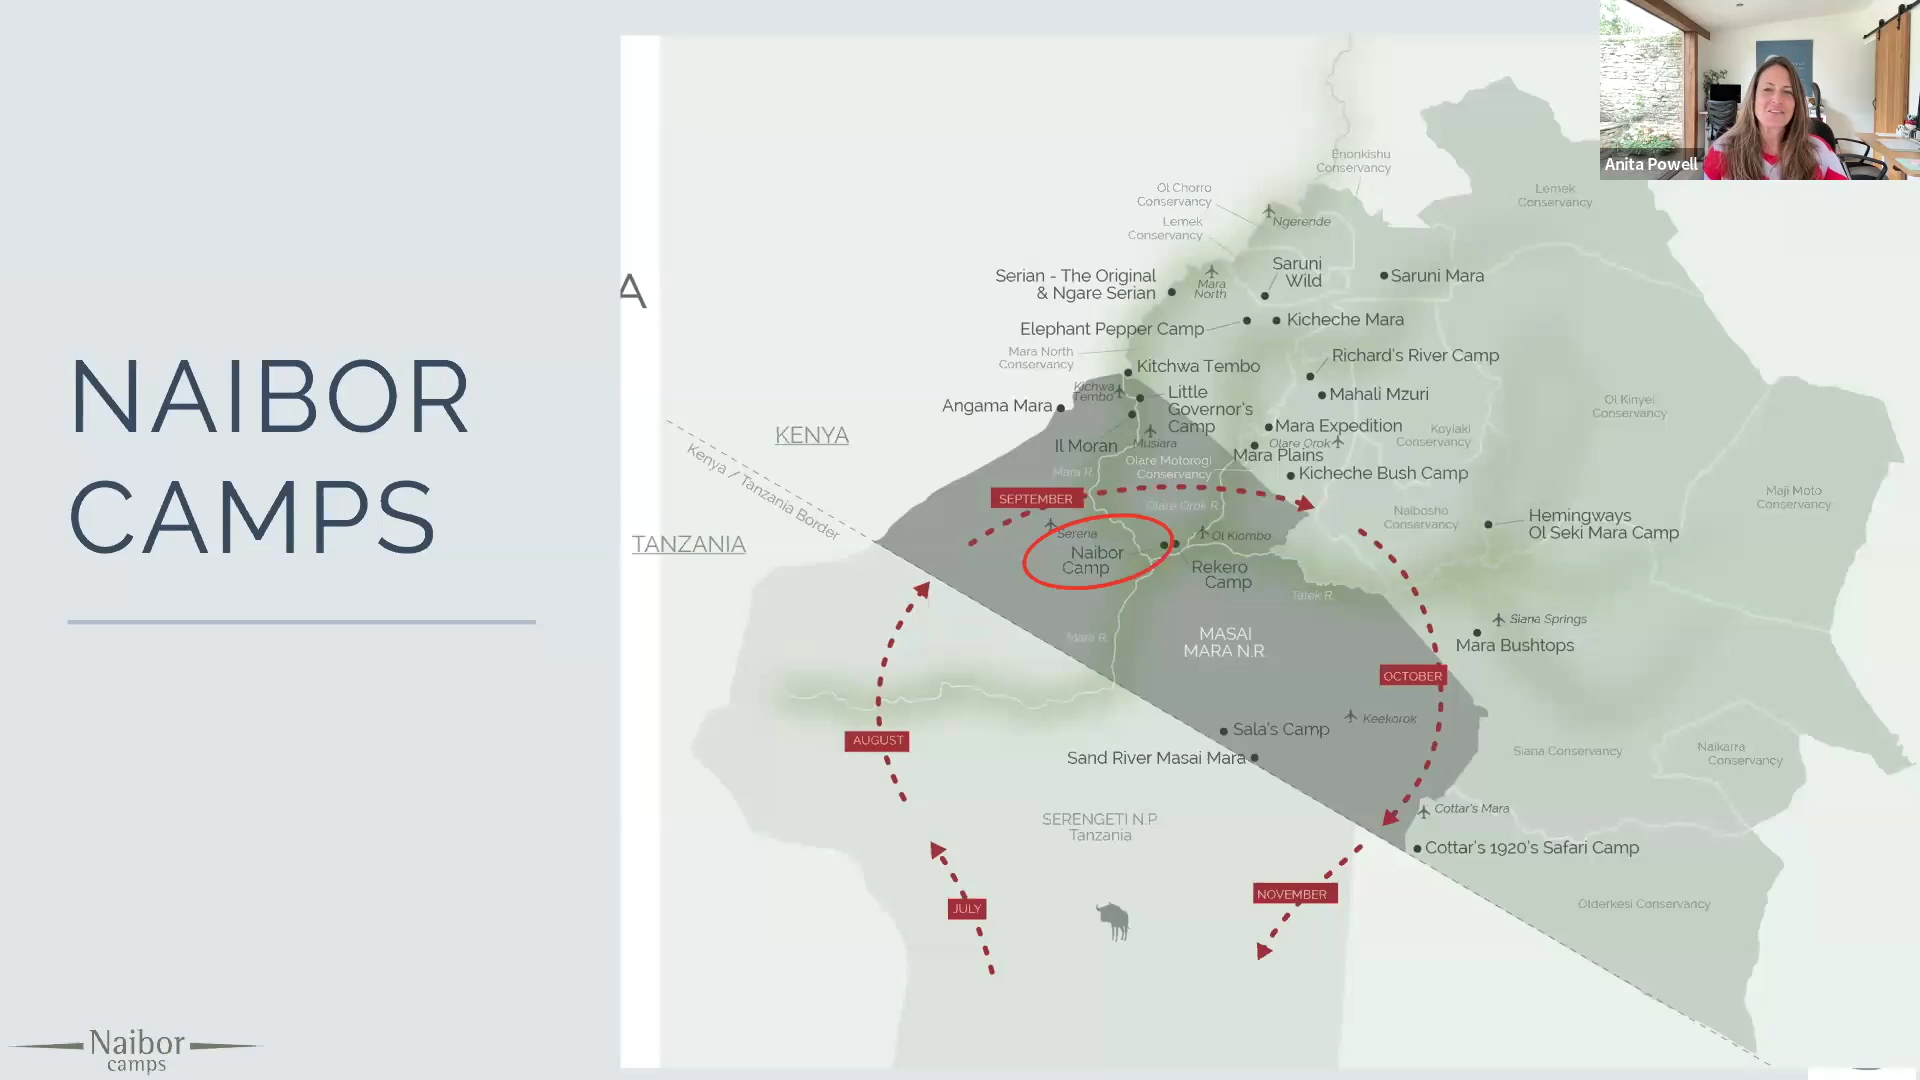 NAIBOR
CAMPS
Naibor
camps
A
KENYA
TANZANIA
Kenya / Tanzania Border
Enonkishu
Conservancy
Ol Chorro
Conservancy
Lemek
Conservancy
Ngerende
Lemek
Conservancy
Serian - The Original
& Ngare Serian
Mara
North
Saruni
Wild
Saruni Mara
Elephant Pepper Camp
Kicheche Mara
Mara North
Conservancy
Kitchwa Tembo
Richard's River Camp
Kichwa
Tembo
Little
Governor's
Camp
Mahali Mzuri
Angama Mara
Ol Kinyei
Conservancy
Mara Expedition
Koyiaki
Conservancy
Il Moran
Musiara
Olare Orok
Mara Plains
Olare Motorogi
Conservancy
Mara R.
Kicheche Bush Camp
SEPTEMBER
Olare Orok R.
Maji Moto
Conservancy
Naibosho
Conservancy
Hemingways
Ol Seki Mara Camp
Serena
Ol Kiombo
Naibor
Camp
Rekero
Camp
Talek R.
Siana Springs
Mara R.
MASAI
MARA N.R.
Mara Bushtops
OCTOBER
Keekorok
Sala's Camp
AUGUST
Sand River Masai Mara
Siana Conservancy
Naikarra
Conservancy
Cottar's Mara
SERENGETI N.P.
Tanzania
Cottar's 1920's Safari Camp
NOVEMBER
JULY
Olderkesi Conservancy
Anita Powell